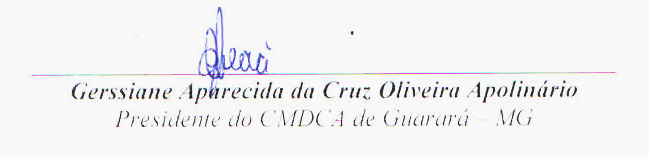 Gerssiane Aparecida da Cruz Oliveira Apolinário
Presidente do CMDCA de Guarará – MG